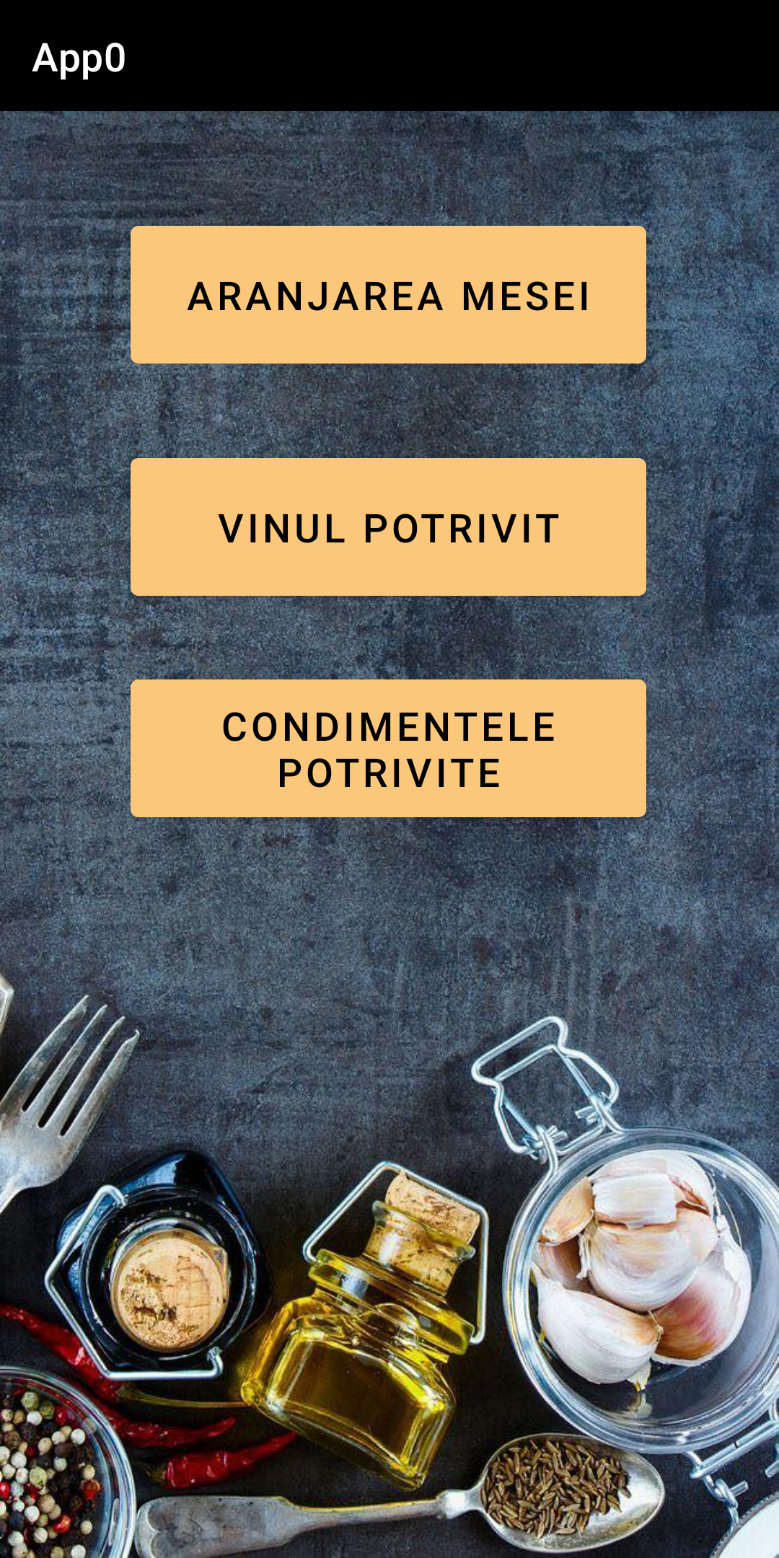 App0
ARANJAREA MESEI
VINUL POTRIVIT
CONDIMENTELE
POTRIVITE